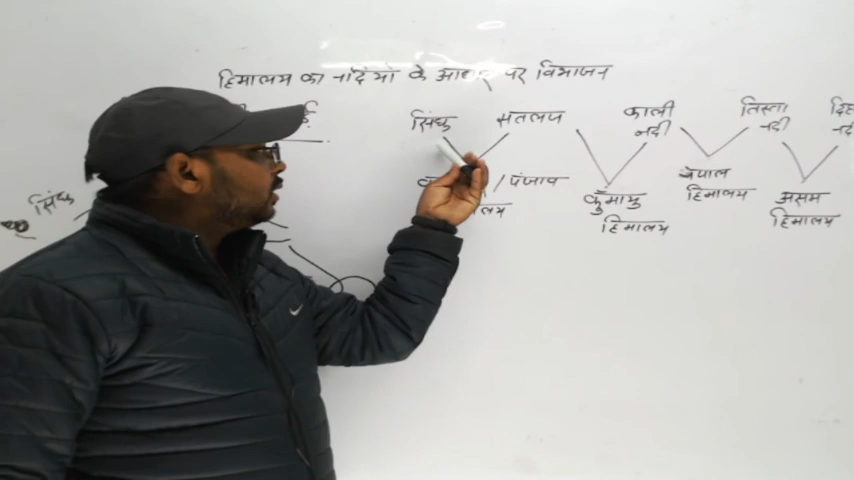 हिमालय का नदियों के आधार पर विभाजन
सिंधु सतलज काली नदी तिस्ता नदी
/ पंजाब
कुँमायु हिमालय
नेपाल हिमालय
असम हिमालय
सिंधु